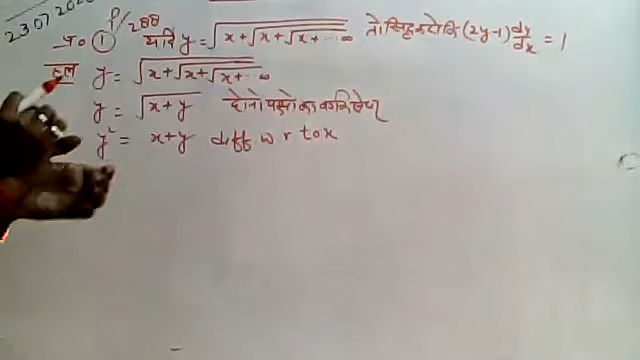 23 07 202
P/288
प्र० ① यदि y = √x + √x + √x + ... ∞ तो सिद्ध करो कि (2y-1) dy/dx = 1
हल y = √x + √x + √x + ... ∞
y = √x + y दोनो पक्षो का वर्ग लेने पर
y² = x + y diff w r to x